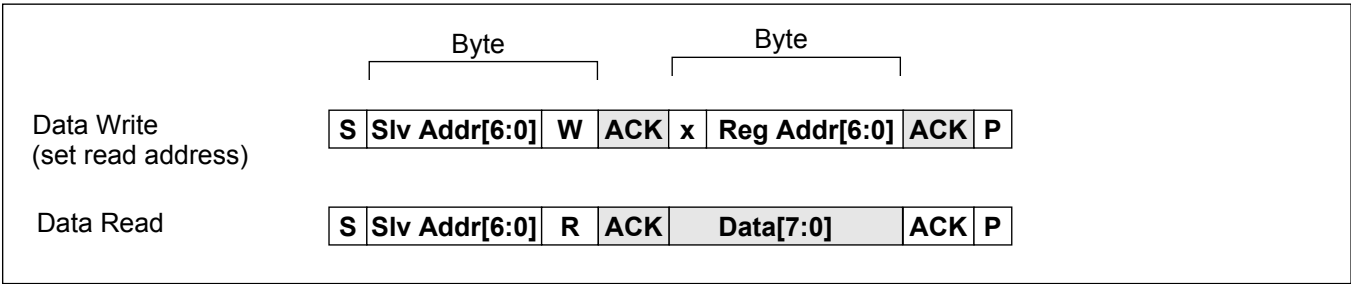 Byte Byte
Data Write S Slv Addr[6:0] W ACK x Reg Addr[6:0] ACK P
(set read address)
Data Read S Slv Addr[6:0] R ACK Data[7:0] ACK P